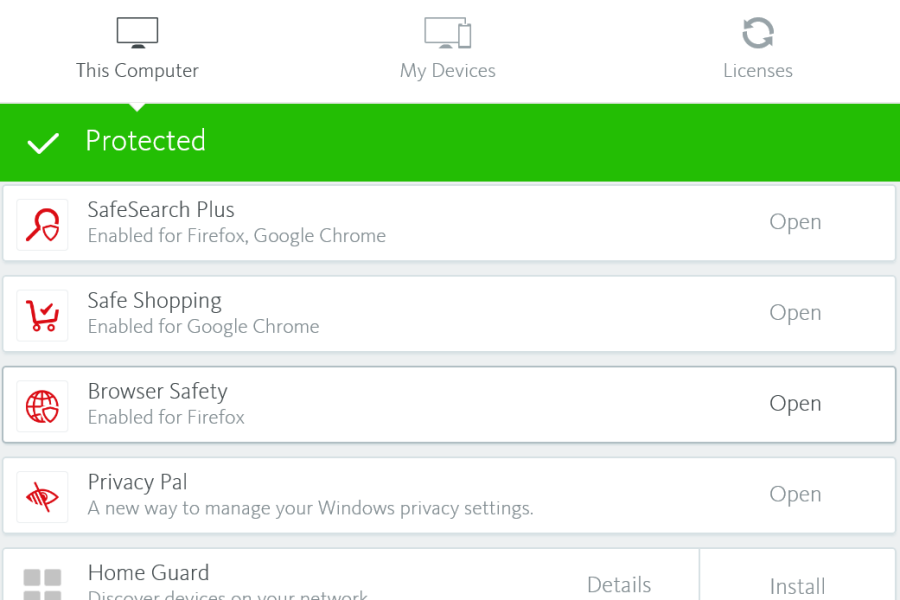 This Computer
My Devices
Licenses
Protected
SafeSearch Plus
Enabled for Firefox, Google Chrome
Open
Safe Shopping
Enabled for Google Chrome
Open
Browser Safety
Enabled for Firefox
Open
Privacy Pal
A new way to manage your Windows privacy settings.
Open
Home Guard
Discover devices on your network
Details
Install